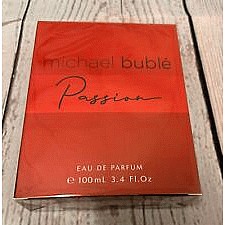 michael bublé
Passion
EAU DE PARFUM
℮ 100mL 3.4 Fl.Oz